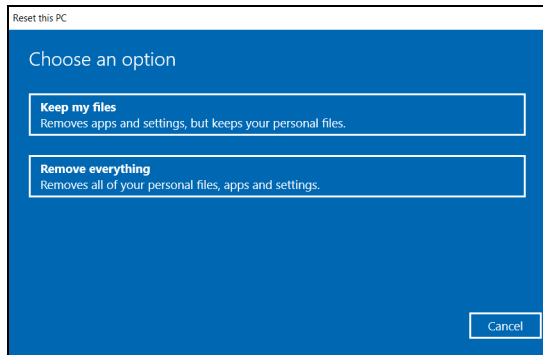 Reset this PC
Choose an option
Keep my files
Removes apps and settings, but keeps your personal files.
Remove everything
Removes all of your personal files, apps and settings.
Cancel